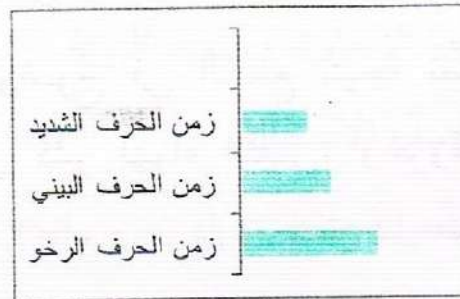 زمن الحرف الشديد
زمن الحرف البيني
زمن الحرف الرخو